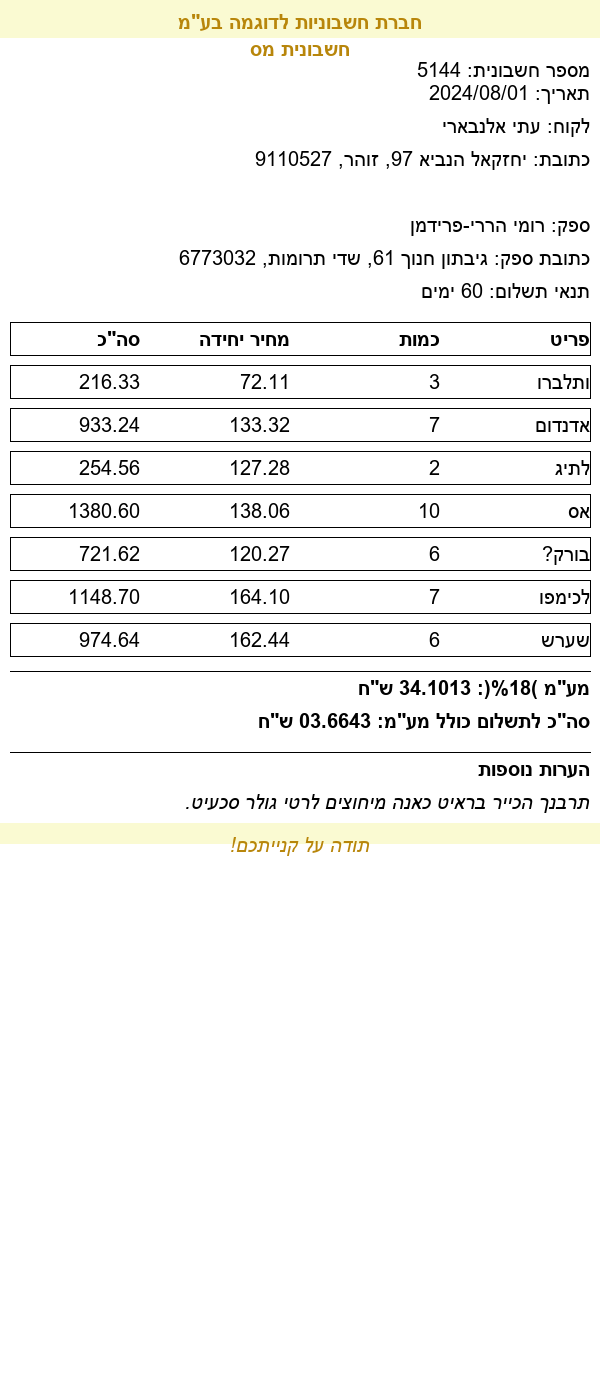 חברת חשבוניות לדוגמה בע"מ
חשבונית מס
מספר חשבונית: 5144
תאריך: 2024/08/01
לקוח: עתי אלנבארי
כתובת: יחזקאל הנביא 97, זוהר, 9110527
ספק: רומי הררי-פרידמן
כתובת ספק: גיבתון חנוך 61, שדי תרומות, 6773032
תנאי תשלום: 60 ימים
פריט כמות מחיר יחידה סה"כ
ותלברו 3 72.11 216.33
אדנדום 7 133.32 933.24
לתיג 2 127.28 254.56
אס 10 138.06 1380.60
בורק? 6 120.27 721.62
לכימפו 7 164.10 1148.70
שערש 6 162.44 974.64
מע"מ )18%(: 34.1013 ש"ח
סה"כ לתשלום כולל מע"מ: 03.6643 ש"ח
הערות נוספות
תרבנך הכייר בראיט כאנה מיחוצים לרטי גולר סכעיט.
תודה על קנייתכם!